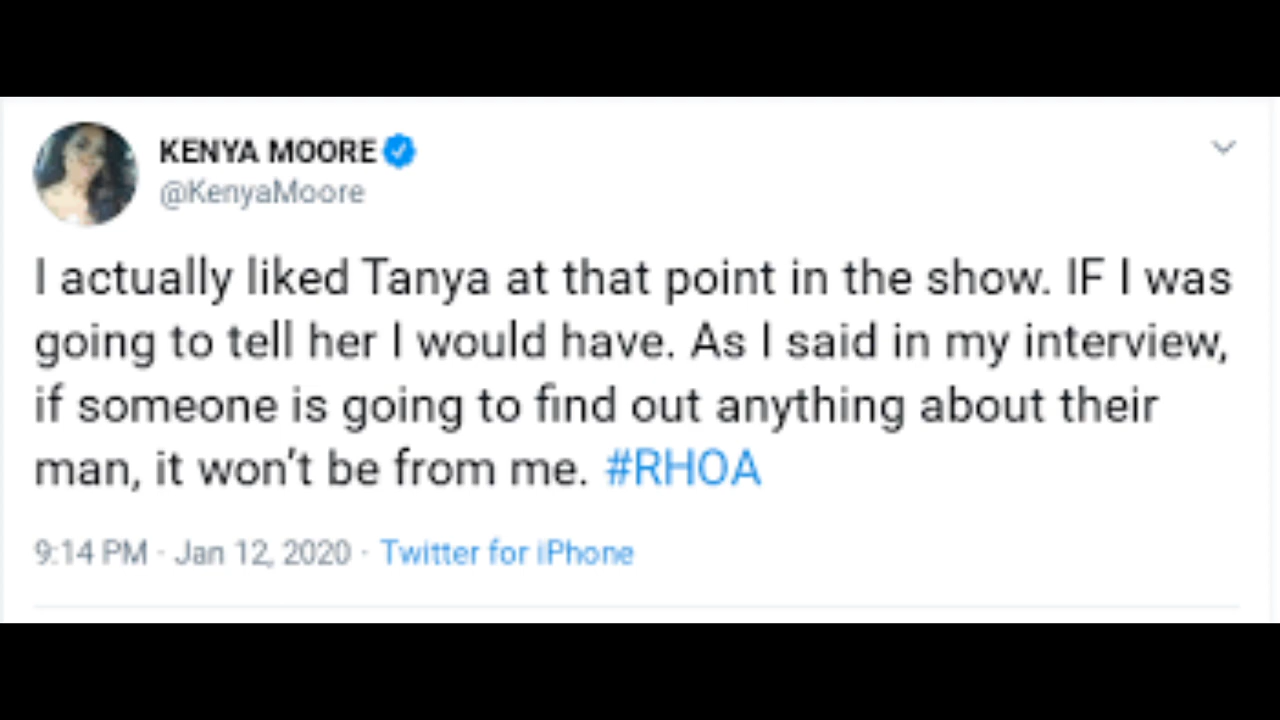 KENYA MOORE
@KenyaMoore
I actually liked Tanya at that point in the show. IF I was
going to tell her I would have. As I said in my interview,
if someone is going to find out anything about their
man, it won't be from me. #RHOA
9:14 PM · Jan 12, 2020 · Twitter for iPhone